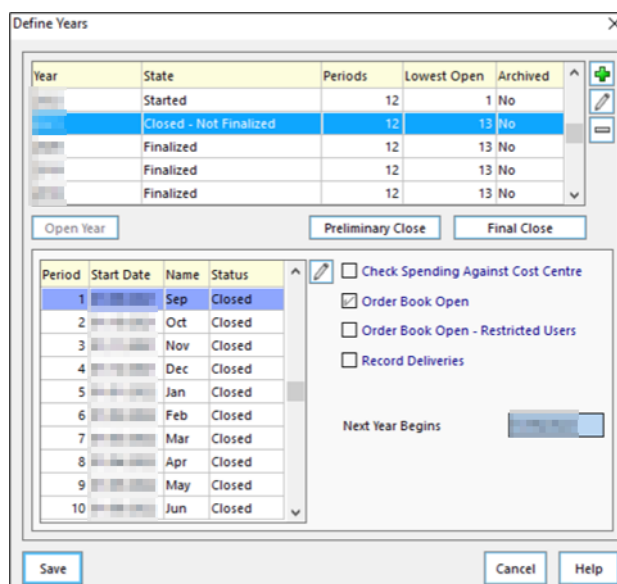 Define Years
Year State Periods Lowest Open Archived
Started 12 1 No
Closed - Not Finalized 12 13 No
Finalized 12 13 No
Finalized 12 13 No
Finalized 12 13 No
Open Year Preliminary Close Final Close
Period Start Date Name Status
1 Sep Closed
2 Oct Closed
3 Nov Closed
4 Dec Closed
5 Jan Closed
6 Feb Closed
7 Mar Closed
8 Apr Closed
9 May Closed
10 Jun Closed
Check Spending Against Cost Centre
Order Book Open
Order Book Open - Restricted Users
Record Deliveries
Next Year Begins
Save Cancel Help